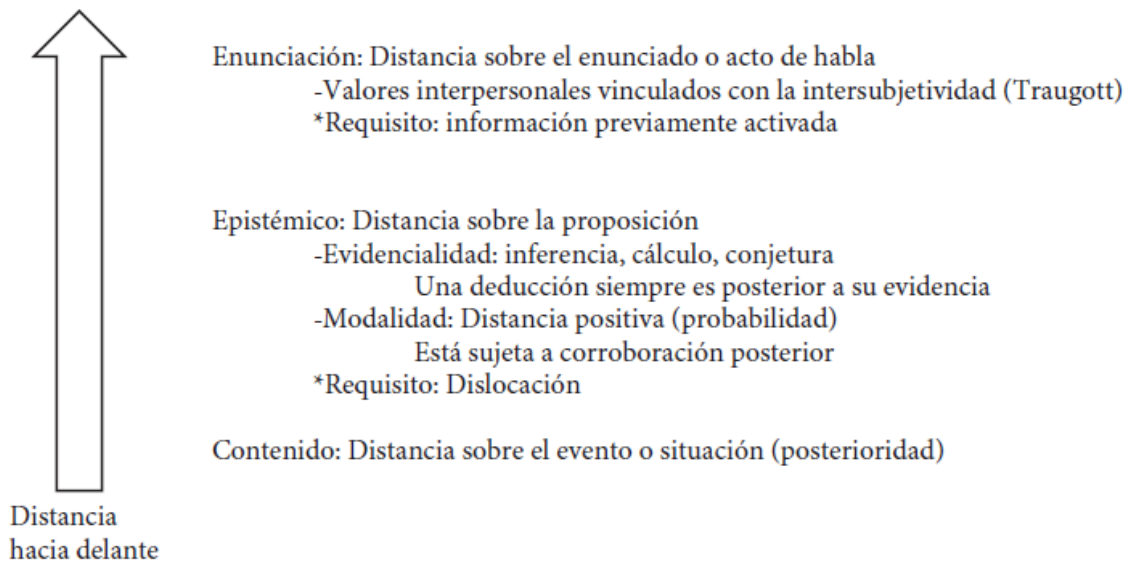 Enunciación: Distancia sobre el enunciado o acto de habla
-Valores interpersonales vinculados con la intersubjetividad (Traugott)
*Requisito: información previamente activada
Epistémico: Distancia sobre la proposición
-Evidencialidad: inferencia, cálculo, conjetura
Una deducción siempre es posterior a su evidencia
-Modalidad: Distancia positiva (probabilidad)
Está sujeta a corroboración posterior
*Requisito: Dislocación
Contenido: Distancia sobre el evento o situación (posterioridad)
Distancia
hacia delante